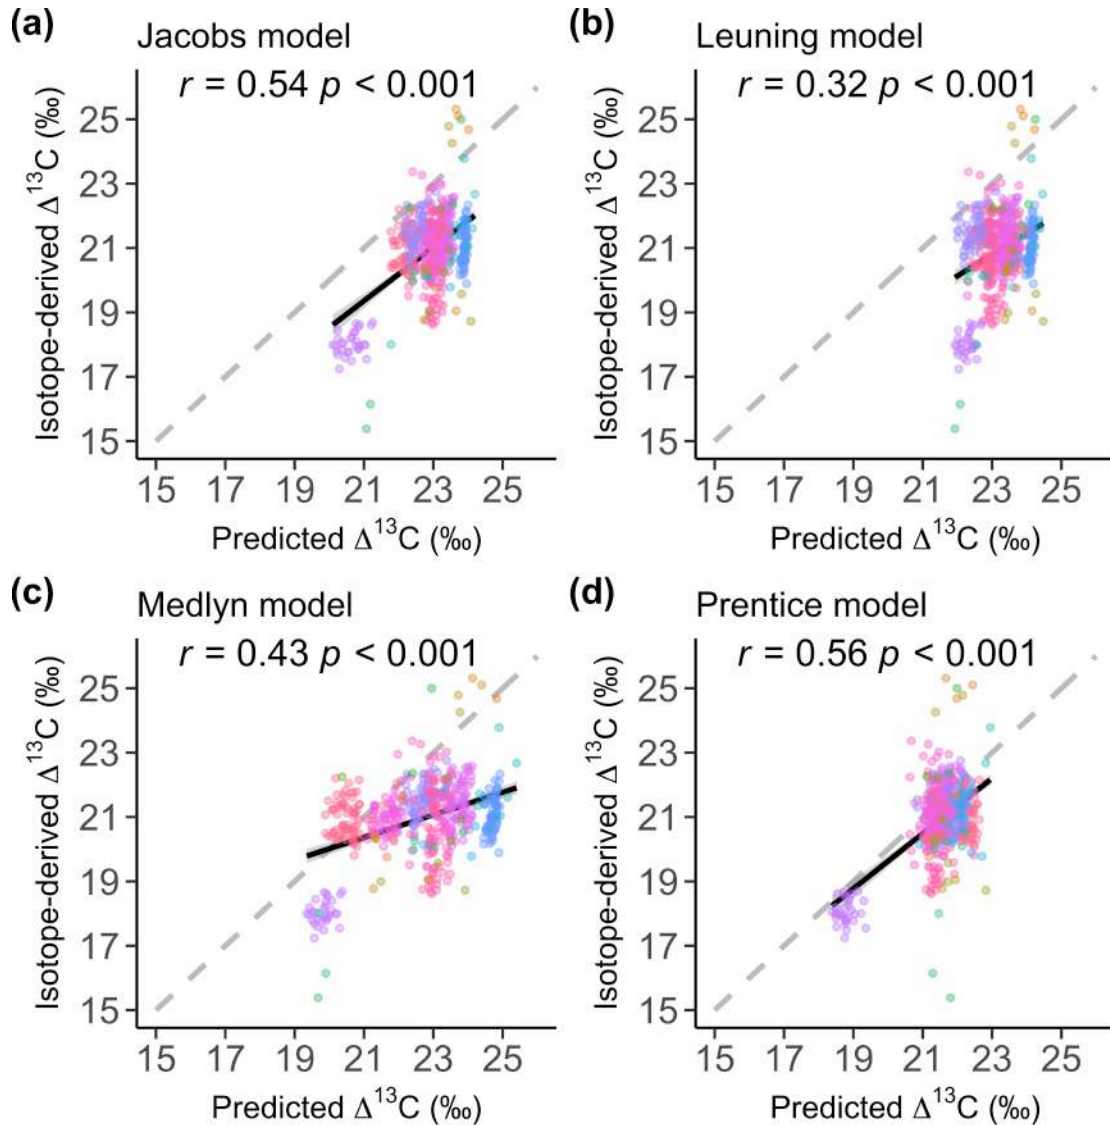 (a)
Jacobs model
r = 0.54 p < 0.001
Isotope-derived Δ¹³C (‰)
25
23
21
19
17
15
15 17 19 21 23 25
Predicted Δ¹³C (‰)
(b)
Leuning model
r = 0.32 p < 0.001
Isotope-derived Δ¹³C (‰)
25
23
21
19
17
15
15 17 19 21 23 25
Predicted Δ¹³C (‰)
(c)
Medlyn model
r = 0.43 p < 0.001
Isotope-derived Δ¹³C (‰)
25
23
21
19
17
15
15 17 19 21 23 25
Predicted Δ¹³C (‰)
(d)
Prentice model
r = 0.56 p < 0.001
Isotope-derived Δ¹³C (‰)
25
23
21
19
17
15
15 17 19 21 23 25
Predicted Δ¹³C (‰)